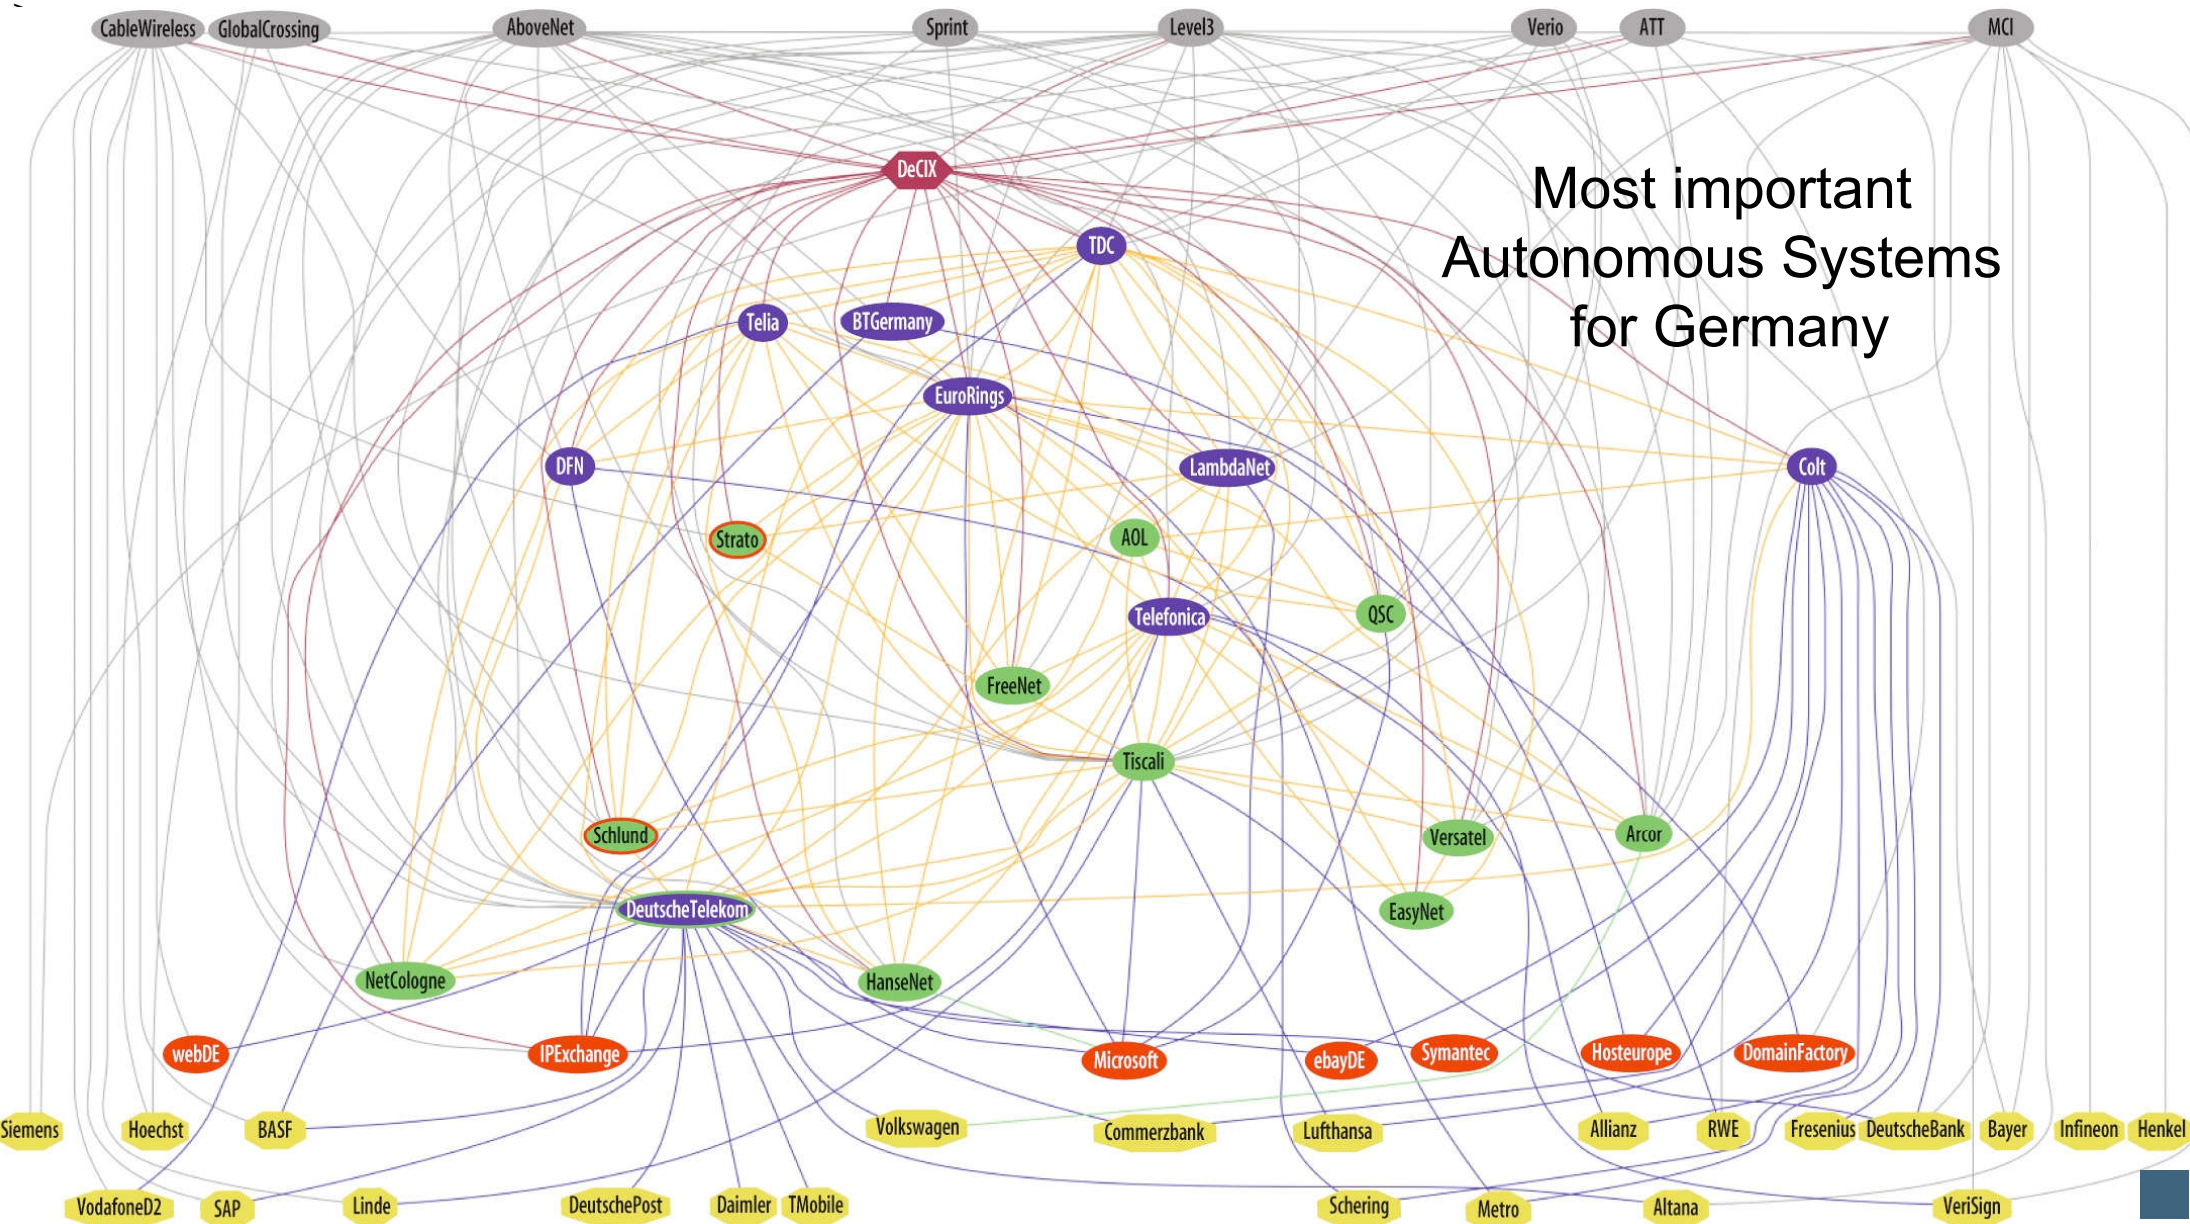 CableWireless
GlobalCrossing
AboveNet
Sprint
Level3
Verio
ATT
MCI
DeCIX
Most important
Autonomous Systems
for Germany
TDC
Telia
BTGermany
EuroRings
DFN
LambdaNet
Colt
Strato
AOL
Telefonica
QSC
FreeNet
Tiscali
Schlund
Versatel
Arcor
DeutscheTelekom
EasyNet
NetCologne
HanseNet
webDE
IPExchange
Microsoft
ebayDE
Symantec
Hosteurope
DomainFactory
Siemens
Hoechst
BASF
Volkswagen
Commerzbank
Lufthansa
Allianz
RWE
Fresenius
DeutscheBank
Bayer
Infineon
Henkel
VodafoneD2
SAP
Linde
DeutschePost
Daimler
TMobile
Schering
Metro
Altana
VeriSign